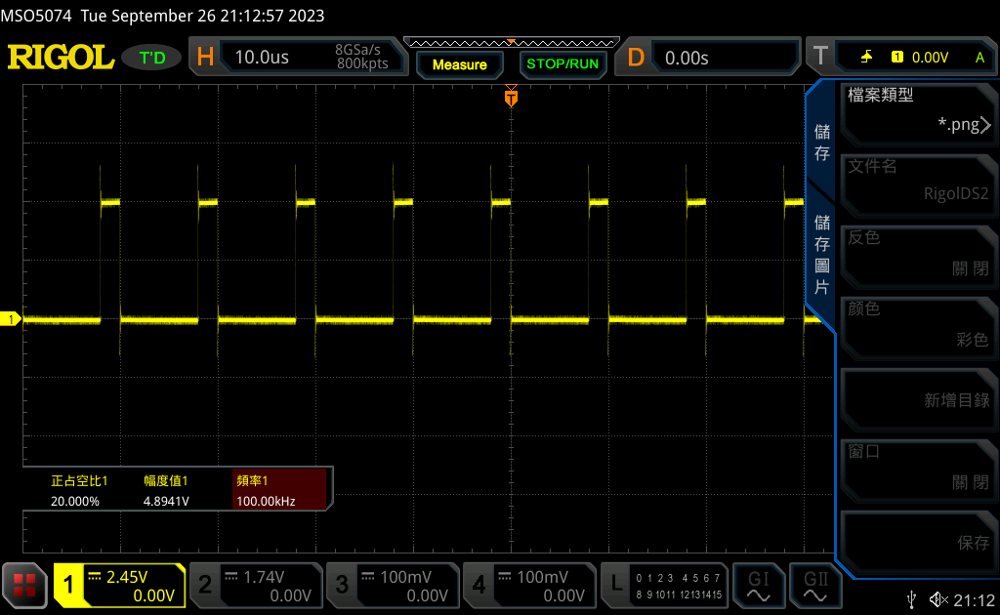 MSO5074 Tue September 26 21:12:57 2023
RIGOL T'D H 10.0us 8GSa/s 800kpts Measure STOP/RUN D 0.00s T 1 0.00V A
T
儲存
儲存圖片
檔案類型
*.png
文件名
RigolDS2
反色
關 閉
颜色
彩色
新增目錄
窗口
關 閉
保存
1
正占空比1 幅度值1 頻率1
20.000% 4.8941V 100.00kHz
1 2.45V 0.00V
2 1.74V 0.00V
3 100mV 0.00V
4 100mV 0.00V
L 0 1 2 3 4 5 6 7
8 9 10 11 12 13 14 15
GI GII
21:12